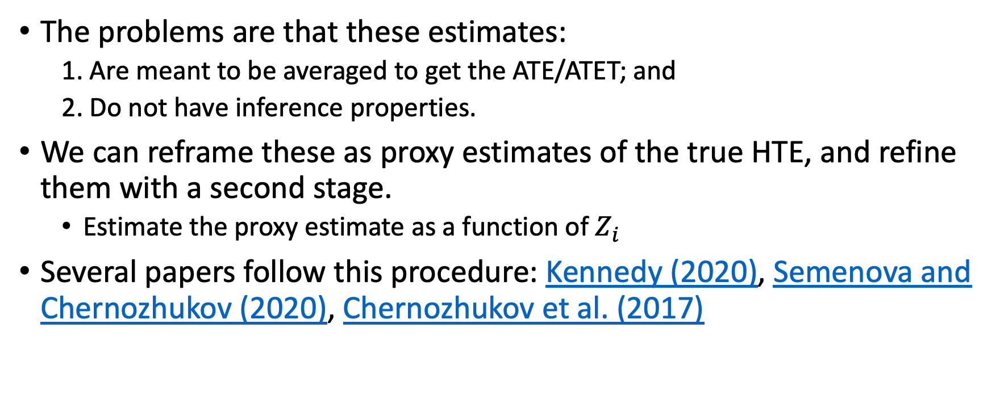 • The problems are that these estimates:
1. Are meant to be averaged to get the ATE/ATET; and
2. Do not have inference properties.
• We can reframe these as proxy estimates of the true HTE, and refine
them with a second stage.
• Estimate the proxy estimate as a function of Zᵢ
• Several papers follow this procedure: Kennedy (2020), Semenova and
Chernozhukov (2020), Chernozhukov et al. (2017)